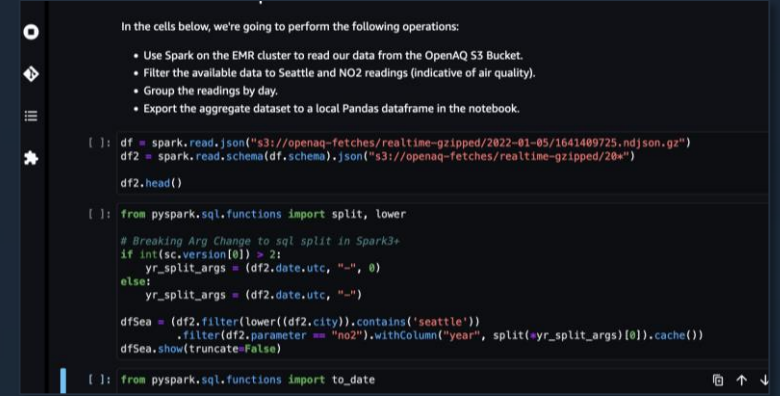 In the cells below, we're going to perform the following operations:
• Use Spark on the EMR cluster to read our data from the OpenAQ S3 Bucket.
• Filter the available data to Seattle and NO2 readings (indicative of air quality).
• Group the readings by day.
• Export the aggregate dataset to a local Pandas dataframe in the notebook.
[ ]: df = spark.read.json("s3://openaq-fetches/realtime-gzipped/2022-01-05/1641409725.ndjson.gz")
df2 = spark.read.schema(df.schema).json("s3://openaq-fetches/realtime-gzipped/20*")
df2.head()
[ ]: from pyspark.sql.functions import split, lower
# Breaking Arg Change to sql split in Spark3+
if int(sc.version[0]) > 2:
    yr_split_args = (df2.date.utc, "-", 0)
else:
    yr_split_args = (df2.date.utc, "-")
dfSea = (df2.filter(lower((df2.city)).contains('seattle'))
        .filter(df2.parameter == "no2").withColumn("year", split(*yr_split_args)[0]).cache())
dfSea.show(truncate=False)
[ ]: from pyspark.sql.functions import to_date